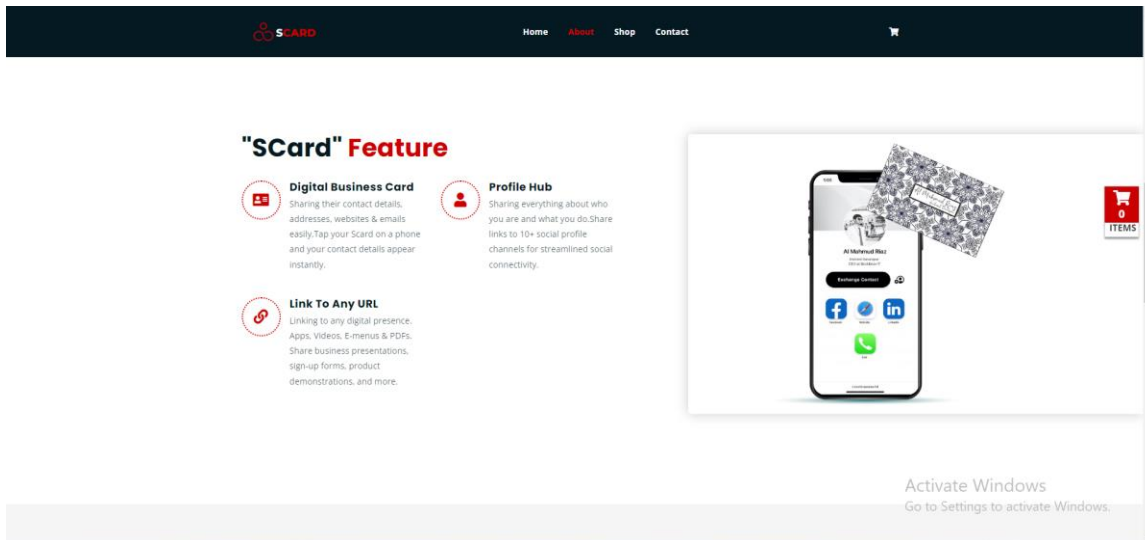 SCARD
Home About Shop Contact
"SCard" Feature
Digital Business Card
Sharing their contact details,
addresses, websites & emails
easily.Tap your Scard on a phone
and your contact details appear
instantly.
Profile Hub
Sharing everything about who
you are and what you do.Share
links to 10+ social profile
channels for streamlined social
connectivity.
Link To Any URL
Linking to any digital presence.
Apps, Videos, E-menus & PDFs.
Share business presentations,
sign-up forms, product
demonstrations, and more.
Al Mahmud Riaz
Exchange Contact
0
ITEMS
Activate Windows
Go to Settings to activate Windows.